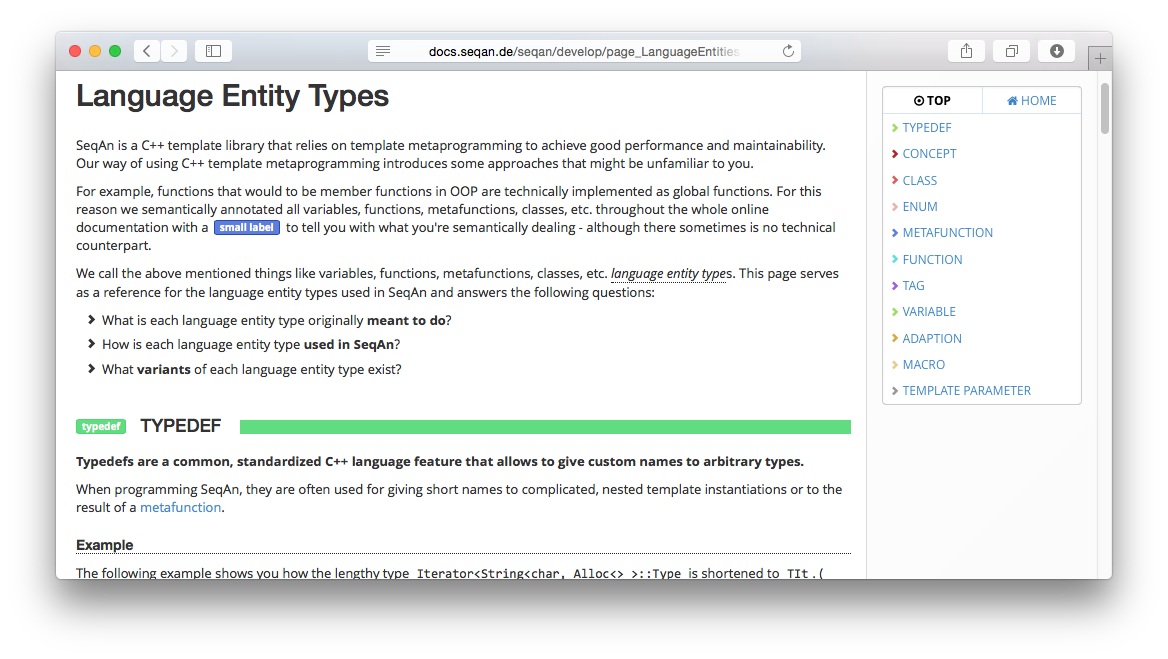 docs.seqan.de/seqan/develop/page_LanguageEntities
Language Entity Types
SeqAn is a C++ template library that relies on template metaprogramming to achieve good performance and maintainability.
Our way of using C++ template metaprogramming introduces some approaches that might be unfamiliar to you.
For example, functions that would to be member functions in OOP are technically implemented as global functions. For this
reason we semantically annotated all variables, functions, metafunctions, classes, etc. throughout the whole online
documentation with a small label to tell you with what you're semantically dealing - although there sometimes is no technical
counterpart.
We call the above mentioned things like variables, functions, metafunctions, classes, etc. language entity types. This page serves
as a reference for the language entity types used in SeqAn and answers the following questions:
What is each language entity type originally meant to do?
How is each language entity type used in SeqAn?
What variants of each language entity type exist?
typedef TYPEDEF
Typedefs are a common, standardized C++ language feature that allows to give custom names to arbitrary types.
When programming SeqAn, they are often used for giving short names to complicated, nested template instantiations or to the
result of a metafunction.
Example
The following example shows you how the lengthy type Iterator<String<char, Alloc<> >::Type is shortened to TIt.(
TOP HOME
TYPEDEF
CONCEPT
CLASS
ENUM
METAFUNCTION
FUNCTION
TAG
VARIABLE
ADAPTION
MACRO
TEMPLATE PARAMETER